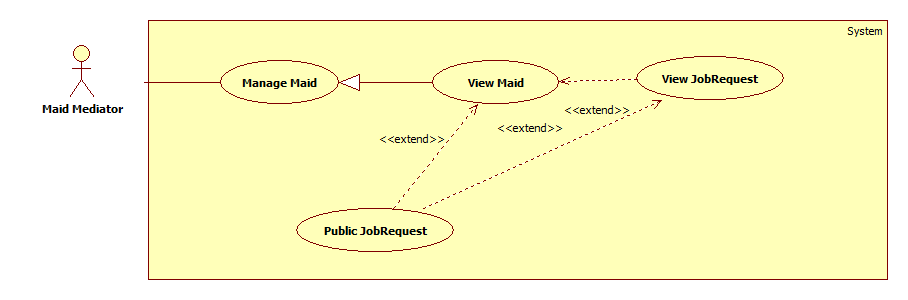 System
Manage Maid
View Maid
View JobRequest
Maid Mediator
<<extend>>
<<extend>>
<<extend>>
Public JobRequest